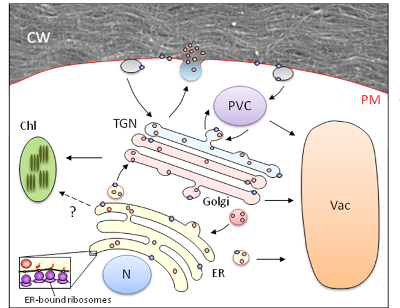 CW
PM
PVC
TGN
Chl
Golgi
Vac
?
ER
N
ER-bound ribosomes